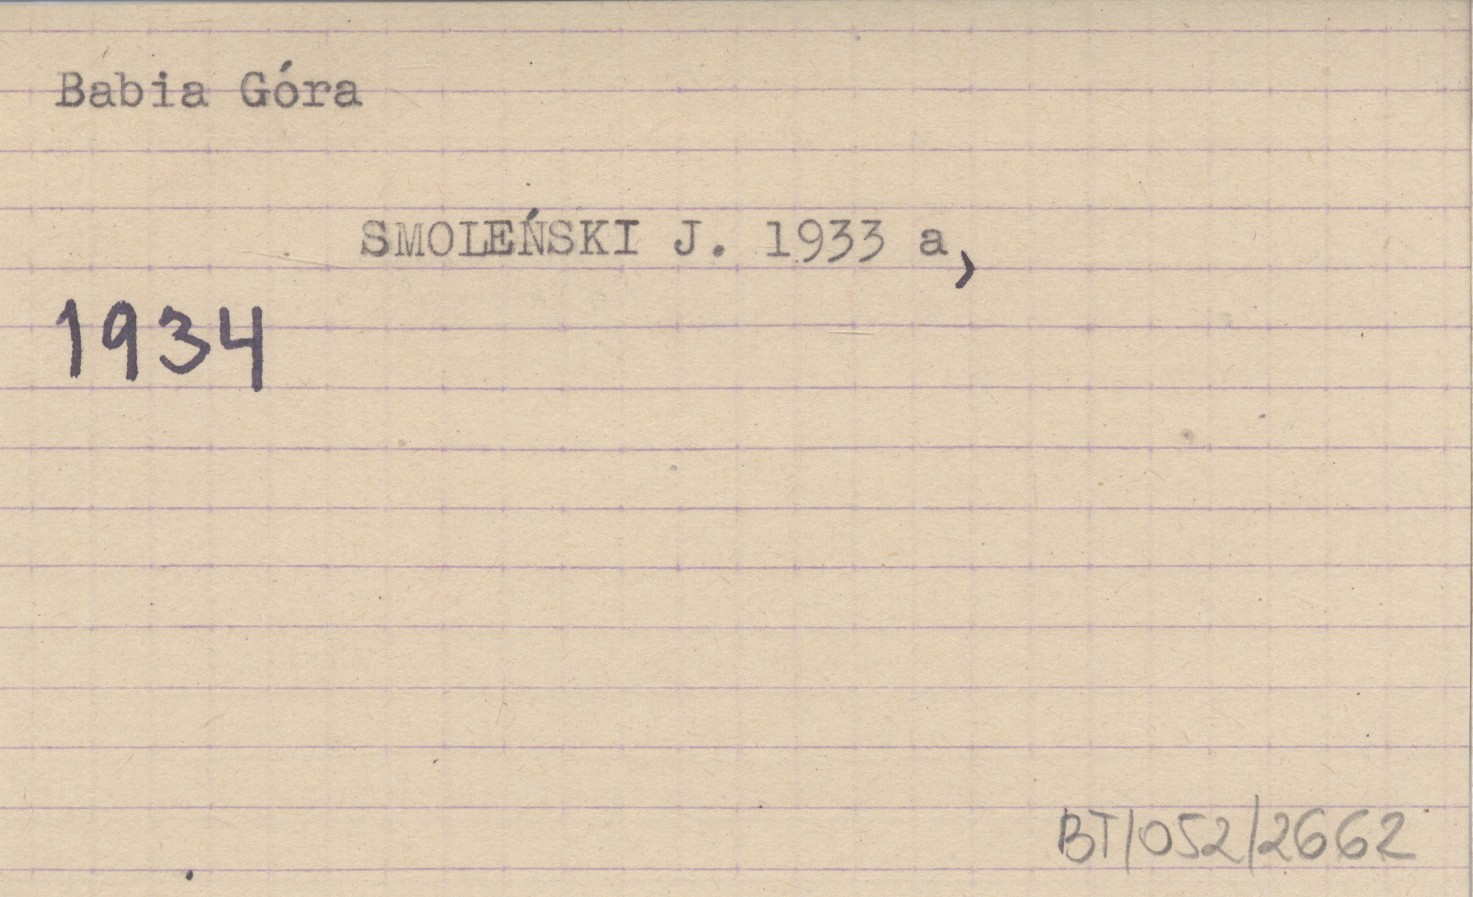 Babia Góra
SMOLEŃSKI J. 1933 a,
1934
BT/052/2662